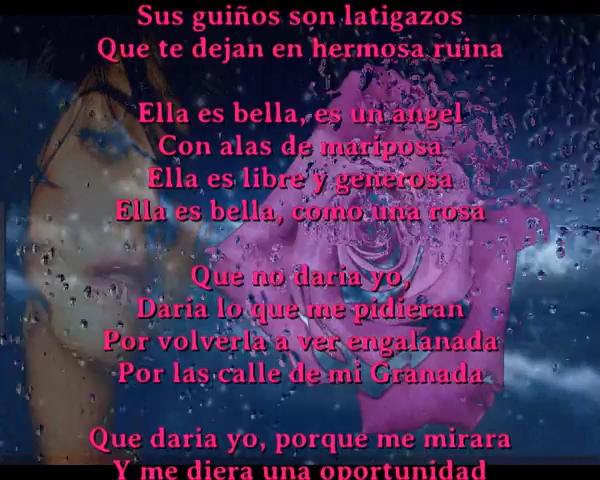 Sus guiños son latigazos
Que te dejan en hermosa ruina
Ella es bella, es un angel
Con alas de mariposa
Ella es libre y generosa
Ella es bella, como una rosa
Que no daria yo,
Daria lo que me pidieran
Por volverla a ver engalanada
Por las calle de mi Granada
Que daria yo, porque me mirara
Y me diera una oportunidad